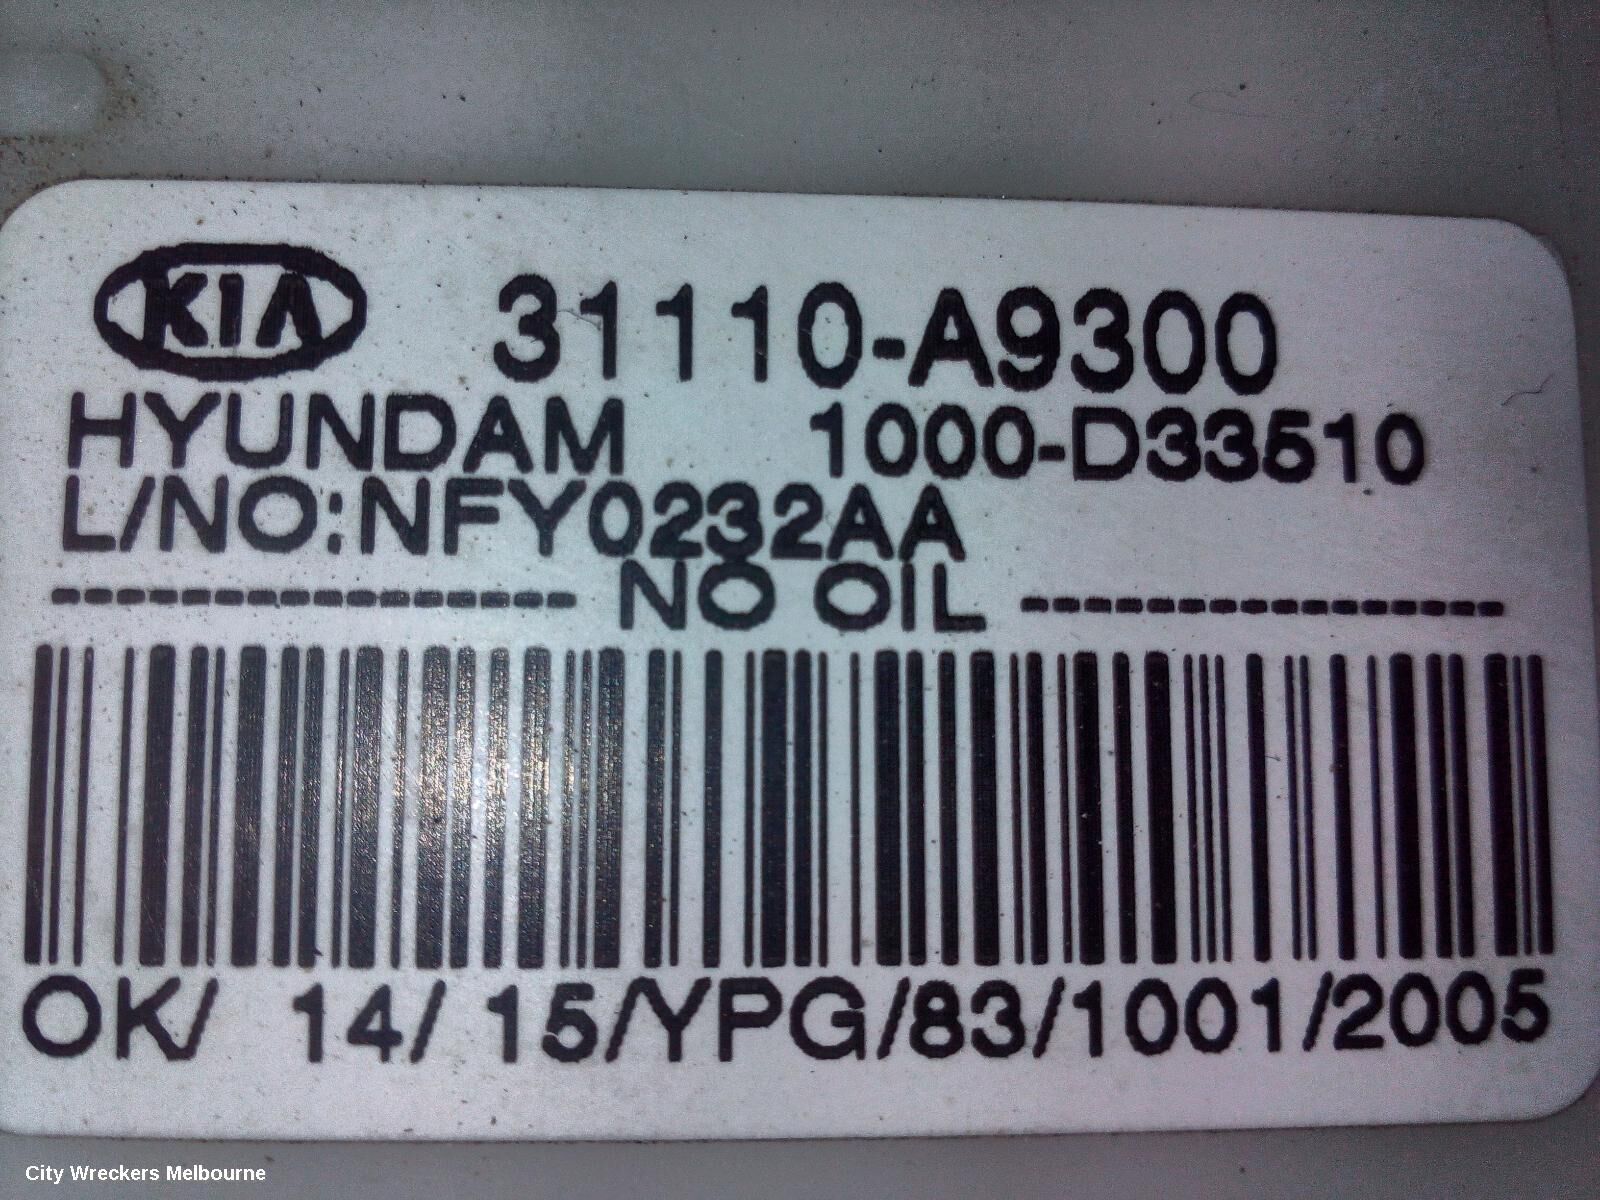 KIA 31110-A9300
HYUNDAM 1000-D33510
L/NO:NFY0232AA
----------------- NO OIL ----------------
OK/ 14/ 15/YPG/83/1001/2005
City Wreckers Melbourne